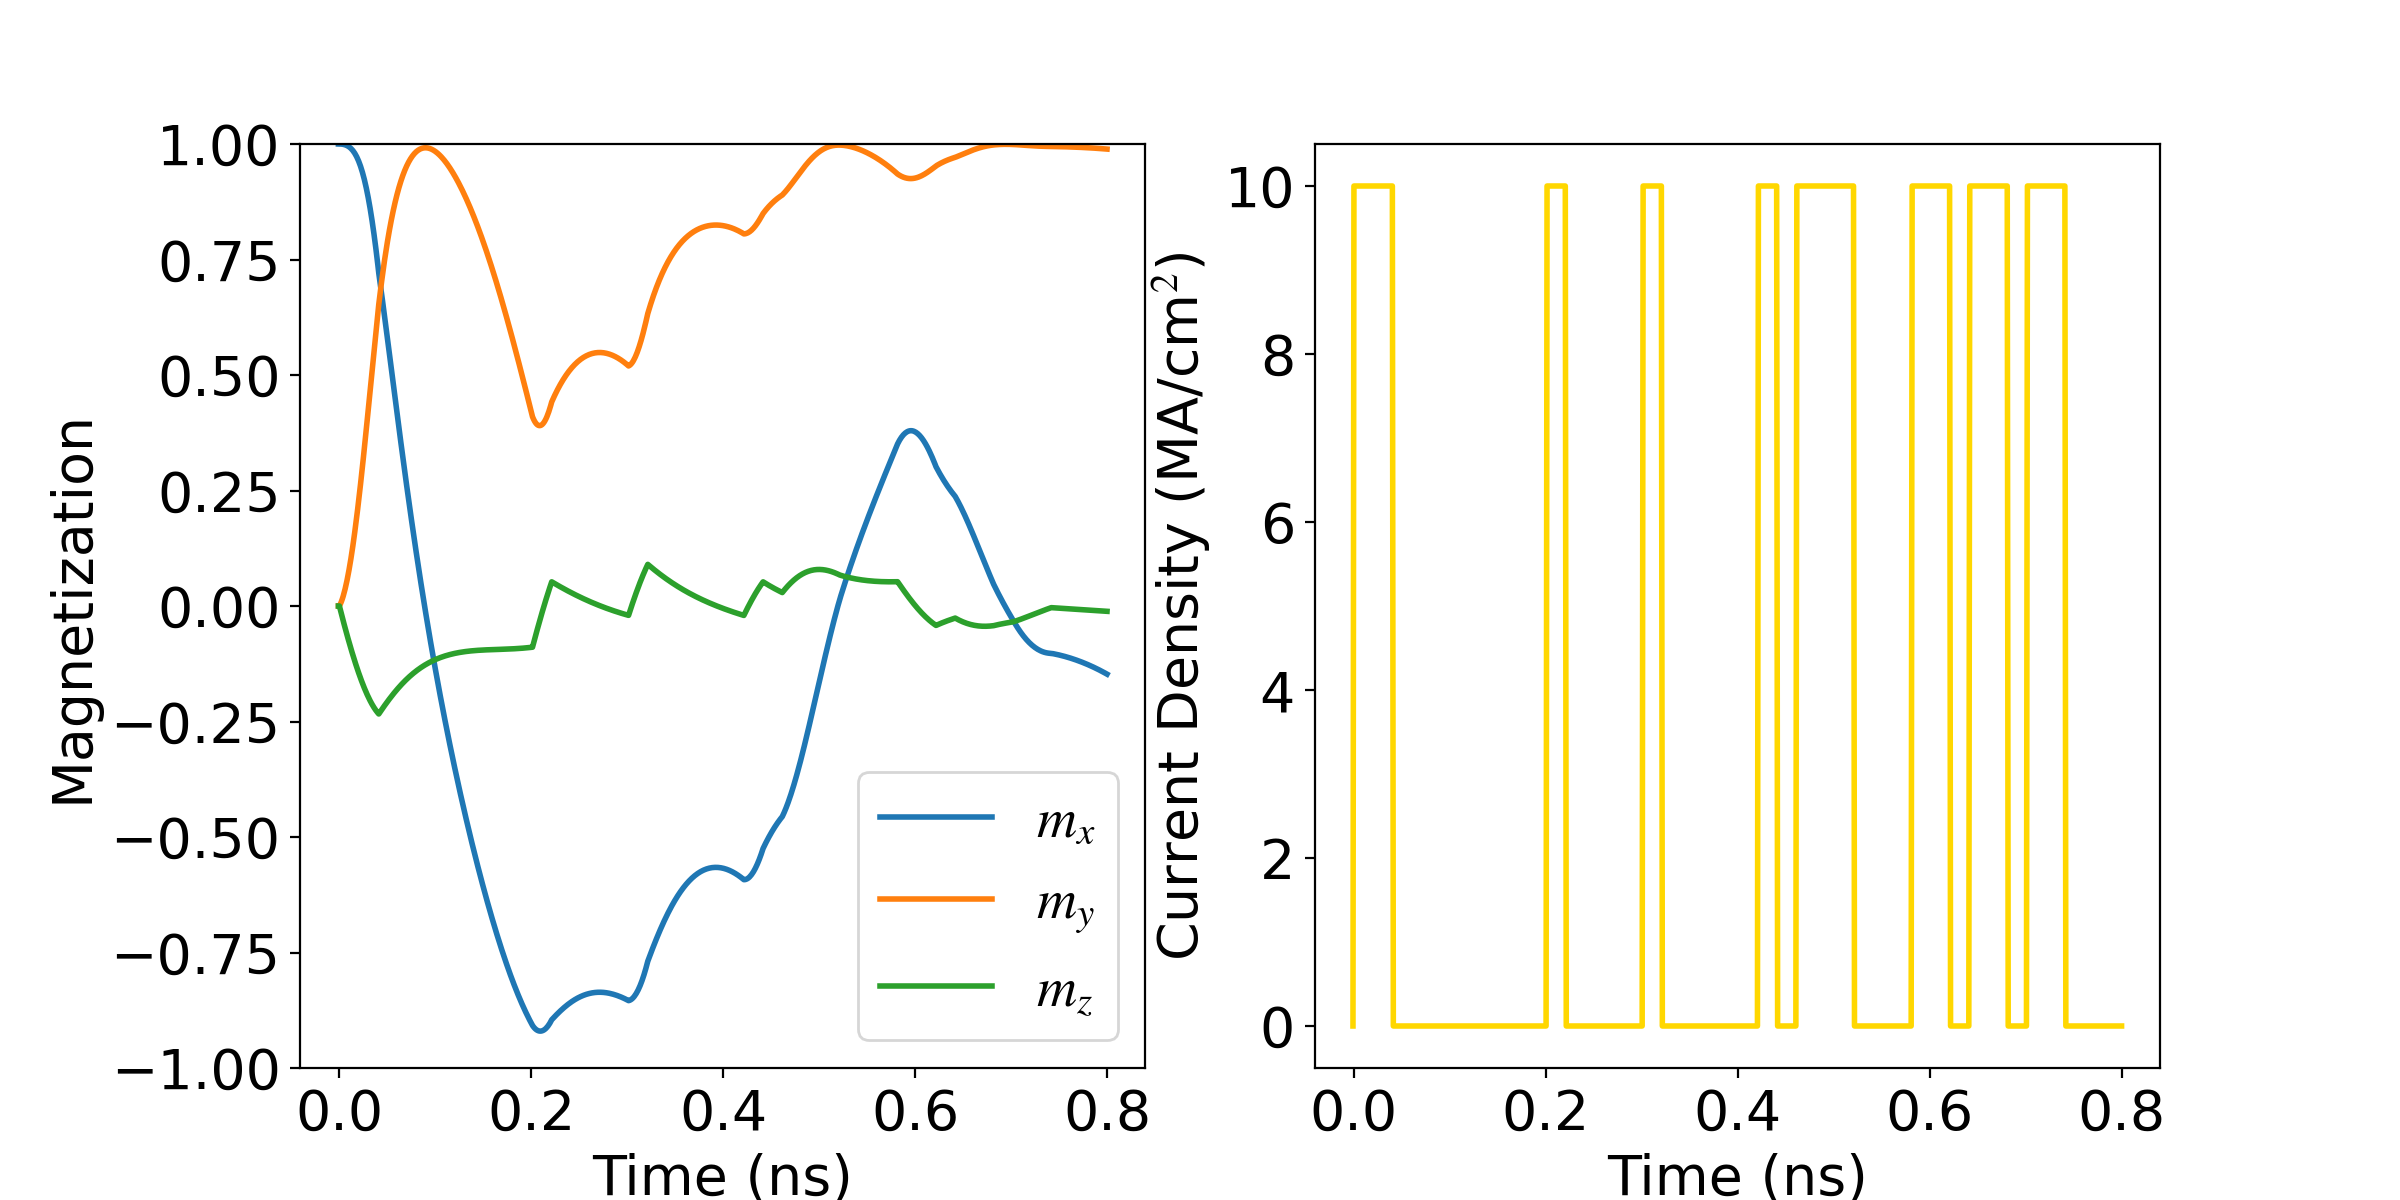 1.00
0.75
0.50
0.25
0.00
−0.25
−0.50
−0.75
−1.00
Magnetization
0.0 0.2 0.4 0.6 0.8
Time (ns)
m_x
m_y
m_z
10
8
6
4
2
0
Current Density (MA/cm²)
0.0 0.2 0.4 0.6 0.8
Time (ns)